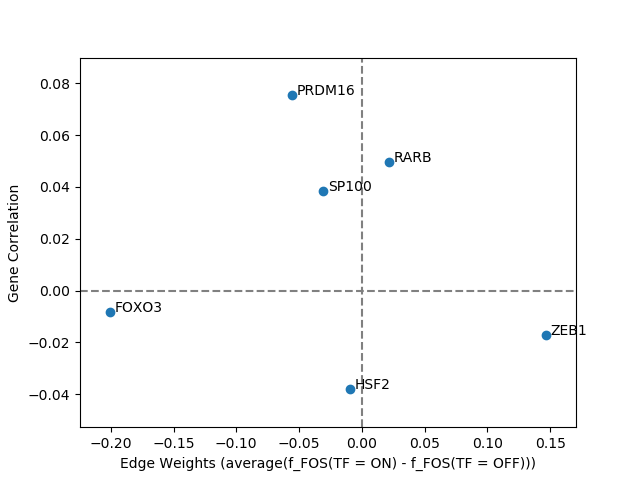 0.08
0.06
0.04
0.02
0.00
−0.02
−0.04
Gene Correlation
PRDM16
RARB
SP100
FOXO3
ZEB1
HSF2
−0.20 −0.15 −0.10 −0.05 0.00 0.05 0.10 0.15
Edge Weights (average(f_FOS(TF = ON) - f_FOS(TF = OFF)))